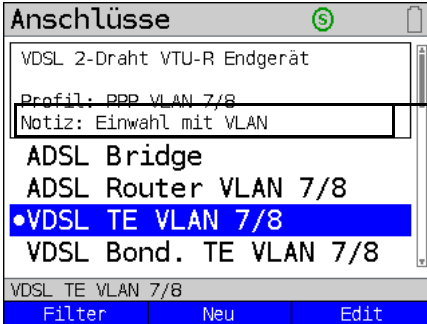 Anschlüsse
S
VDSL 2-Draht VTU-R Endgerät
Profil: PPP VLAN 7/8
Notiz: Einwahl mit VLAN
ADSL Bridge
ADSL Router VLAN 7/8
•VDSL TE VLAN 7/8
VDSL Bond. TE VLAN 7/8
VDSL TE VLAN 7/8
Filter Neu Edit